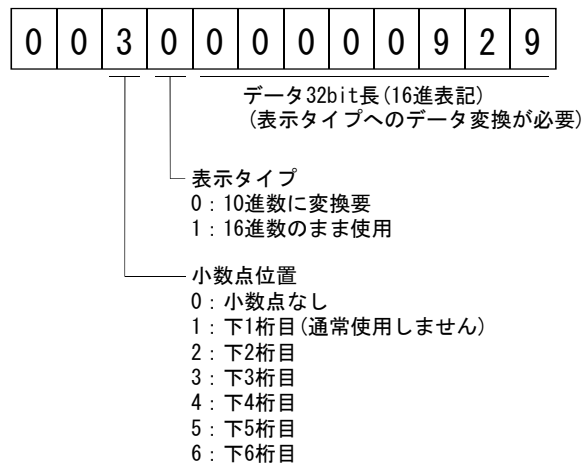 0 0 3 0 0 0 0 0 0 9 2 9
データ32bit長(16進表記)
(表示タイプへのデータ変換が必要)
表示タイプ
0：10進数に変換要
1：16進数のまま使用
小数点位置
0：小数点なし
1：下1桁目(通常使用しません)
2：下2桁目
3：下3桁目
4：下4桁目
5：下5桁目
6：下6桁目